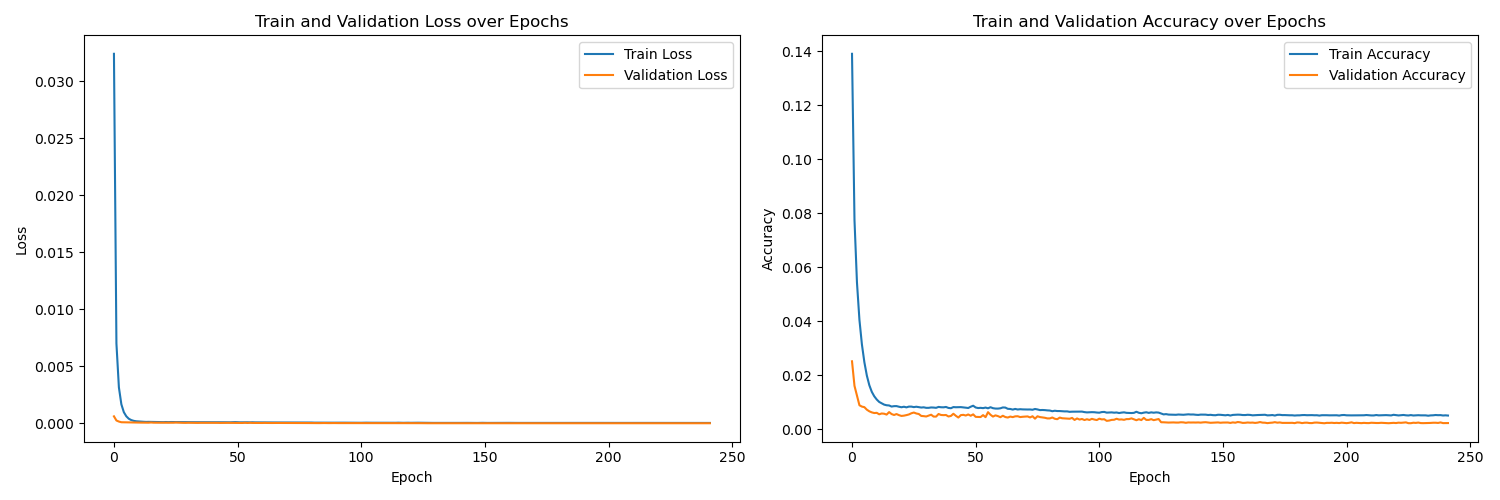 Train and Validation Loss over Epochs
Train Loss
Validation Loss
0.030
0.025
0.020
0.015
0.010
0.005
0.000
Loss
0
50
100
150
200
250
Epoch
Train and Validation Accuracy over Epochs
Train Accuracy
Validation Accuracy
0.14
0.12
0.10
0.08
0.06
0.04
0.02
0.00
Accuracy
0
50
100
150
200
250
Epoch